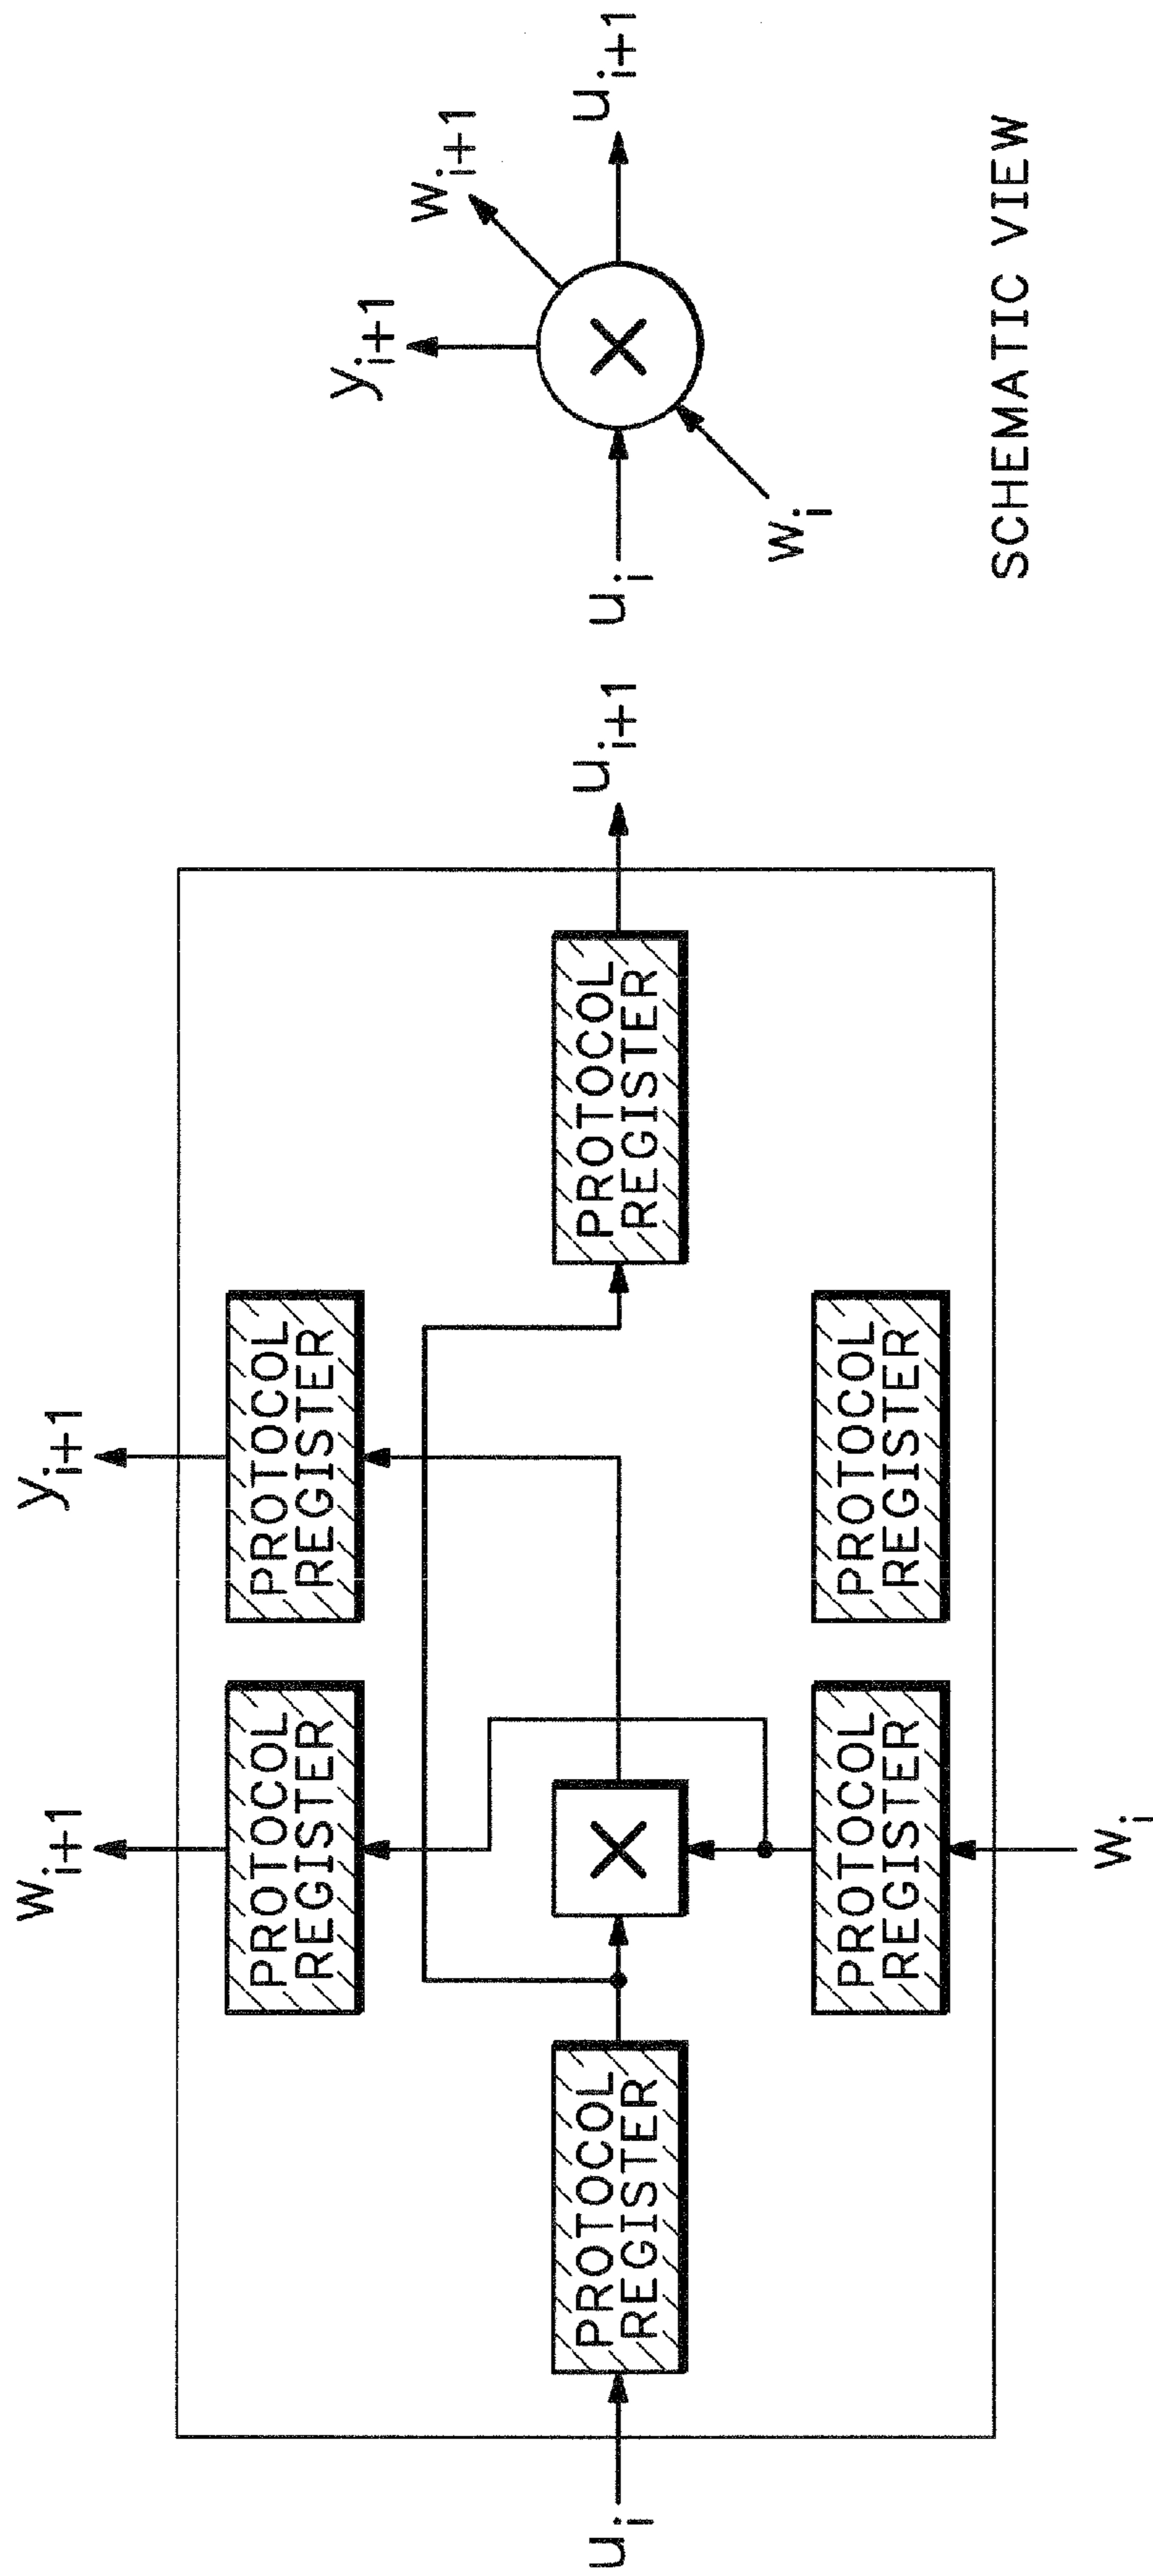 w_{i+1}
y_{i+1}
PROTOCOL
REGISTER
PROTOCOL
REGISTER
u_i
PROTOCOL
REGISTER
×
PROTOCOL
REGISTER
u_{i+1}
PROTOCOL
REGISTER
PROTOCOL
REGISTER
w_i
y_{i+1}
w_{i+1}
u_i
×
u_{i+1}
w_i
SCHEMATIC VIEW